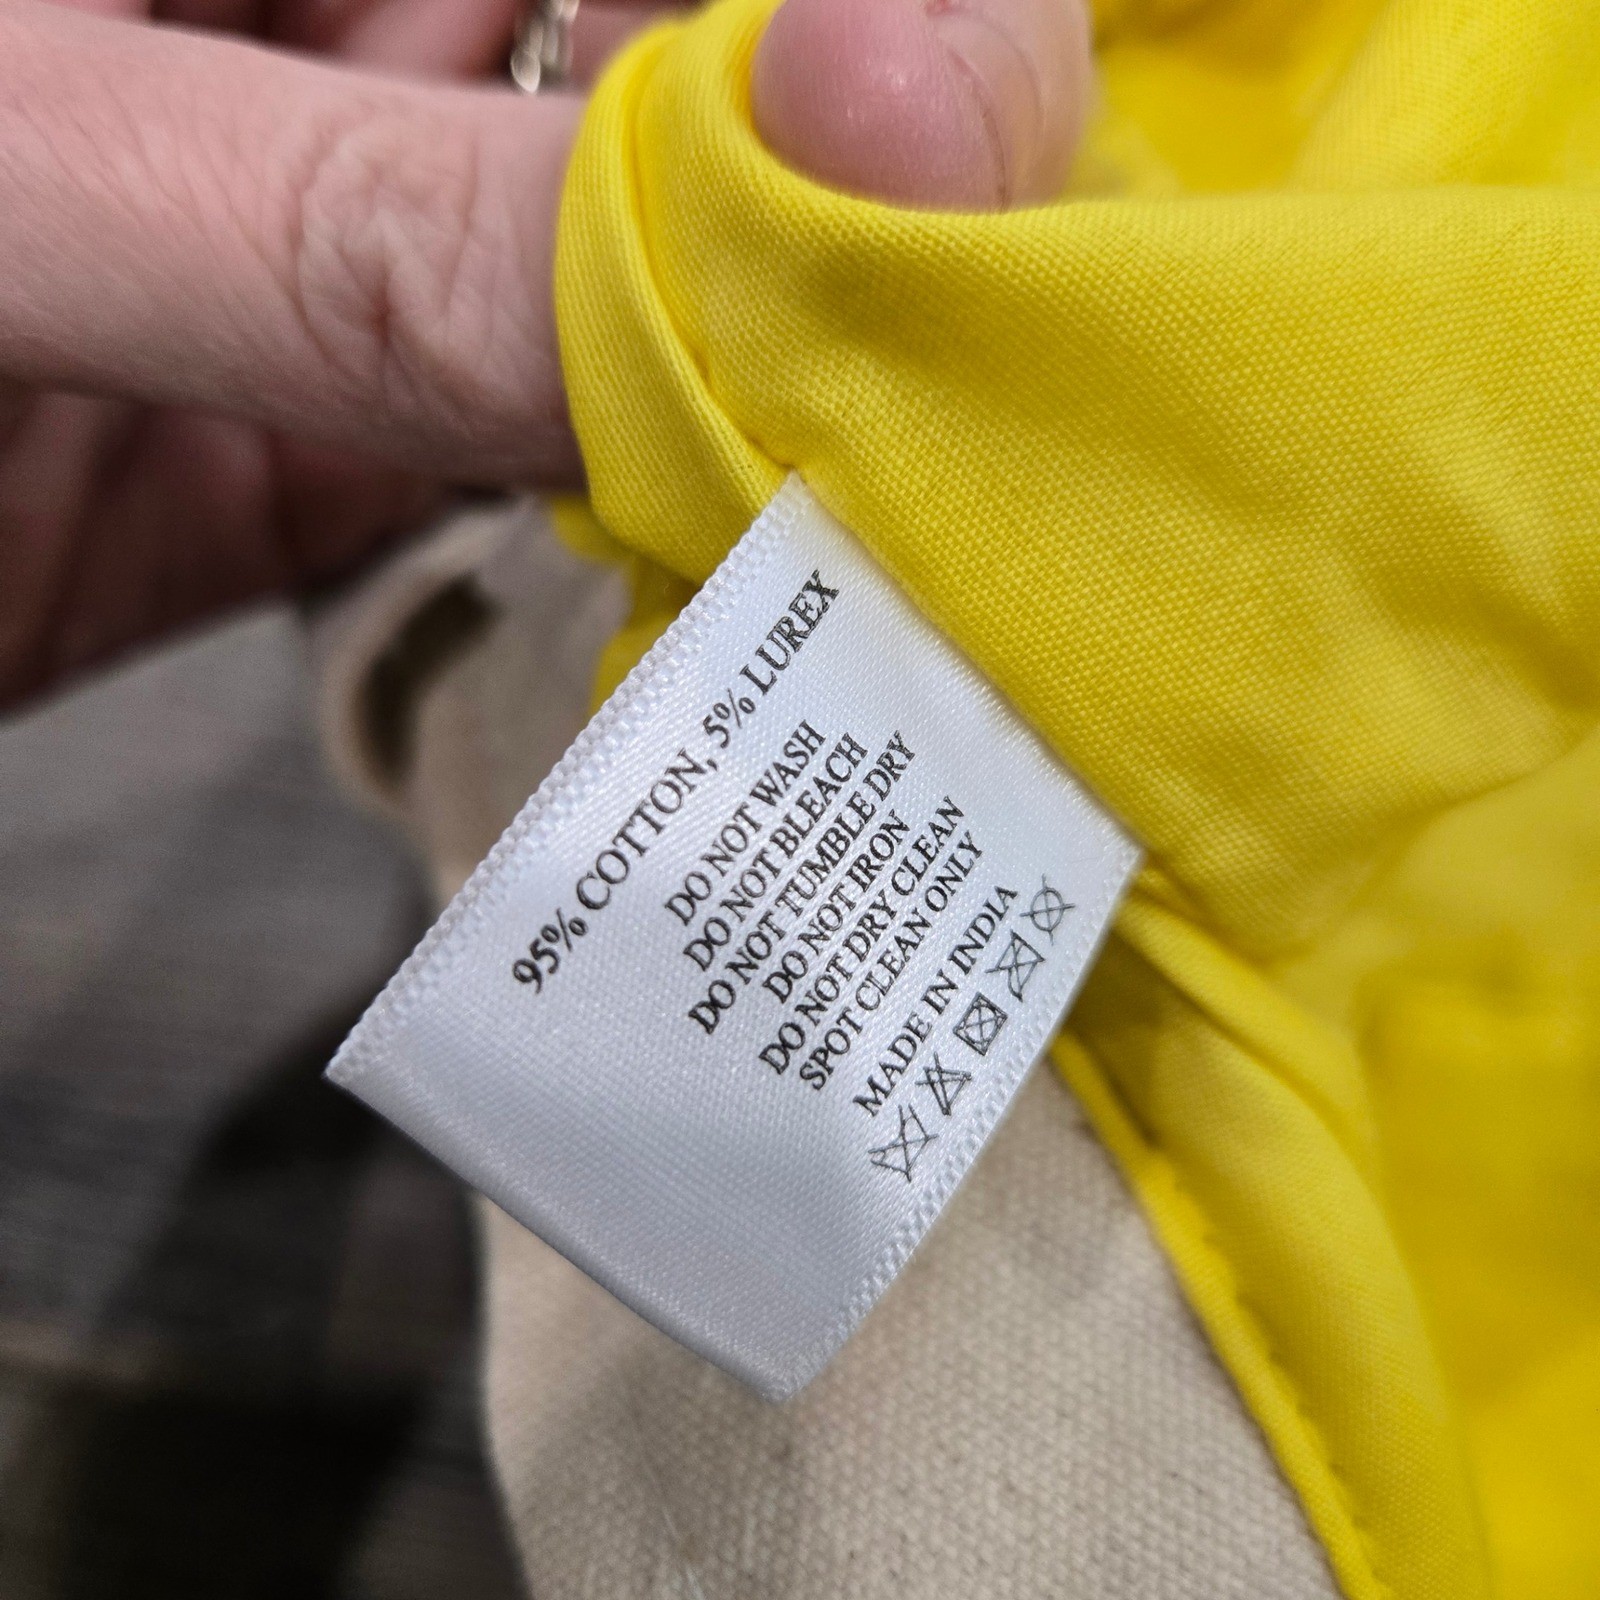 95% COTTON, 5% LUREX
DO NOT WASH
DO NOT BLEACH
DO NOT TUMBLE DRY
DO NOT IRON
DO NOT DRY CLEAN
SPOT CLEAN ONLY
MADE IN INDIA